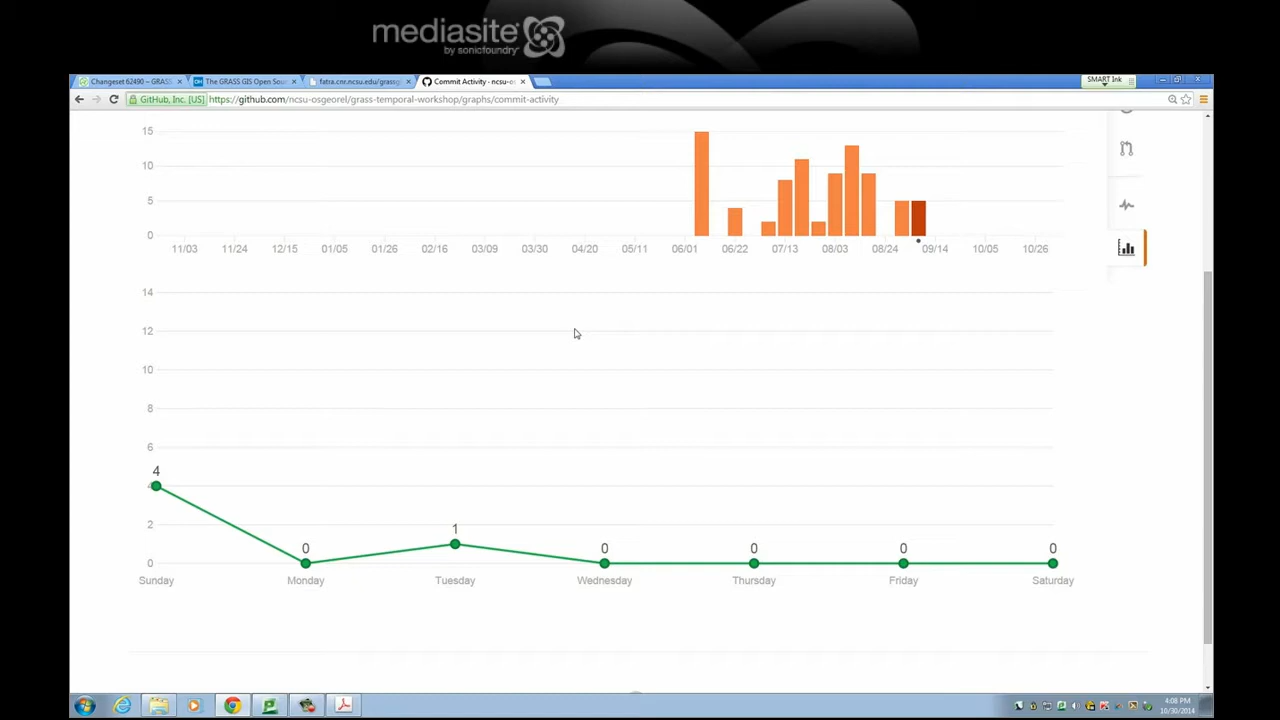 mediasite
by sonicfoundry
Changeset 62490 – GRASS
The GRASS GIS Open Sour
fatra.cnr.ncsu.edu/grassg
Commit Activity · ncsu-os
SMART Ink
GitHub, Inc. [US]
https://github.com/ncsu-osgeorel/grass-temporal-workshop/graphs/commit-activity
15
10
5
0
11/03 11/24 12/15 01/05 01/26 02/16 03/09 03/30 04/20 05/11 06/01 06/22 07/13 08/03 08/24 09/14 10/05 10/26
14
12
10
8
6
4
2
1
0 0 0 0 0 0
Sunday Monday Tuesday Wednesday Thursday Friday Saturday
4:08 PM
10/30/2014